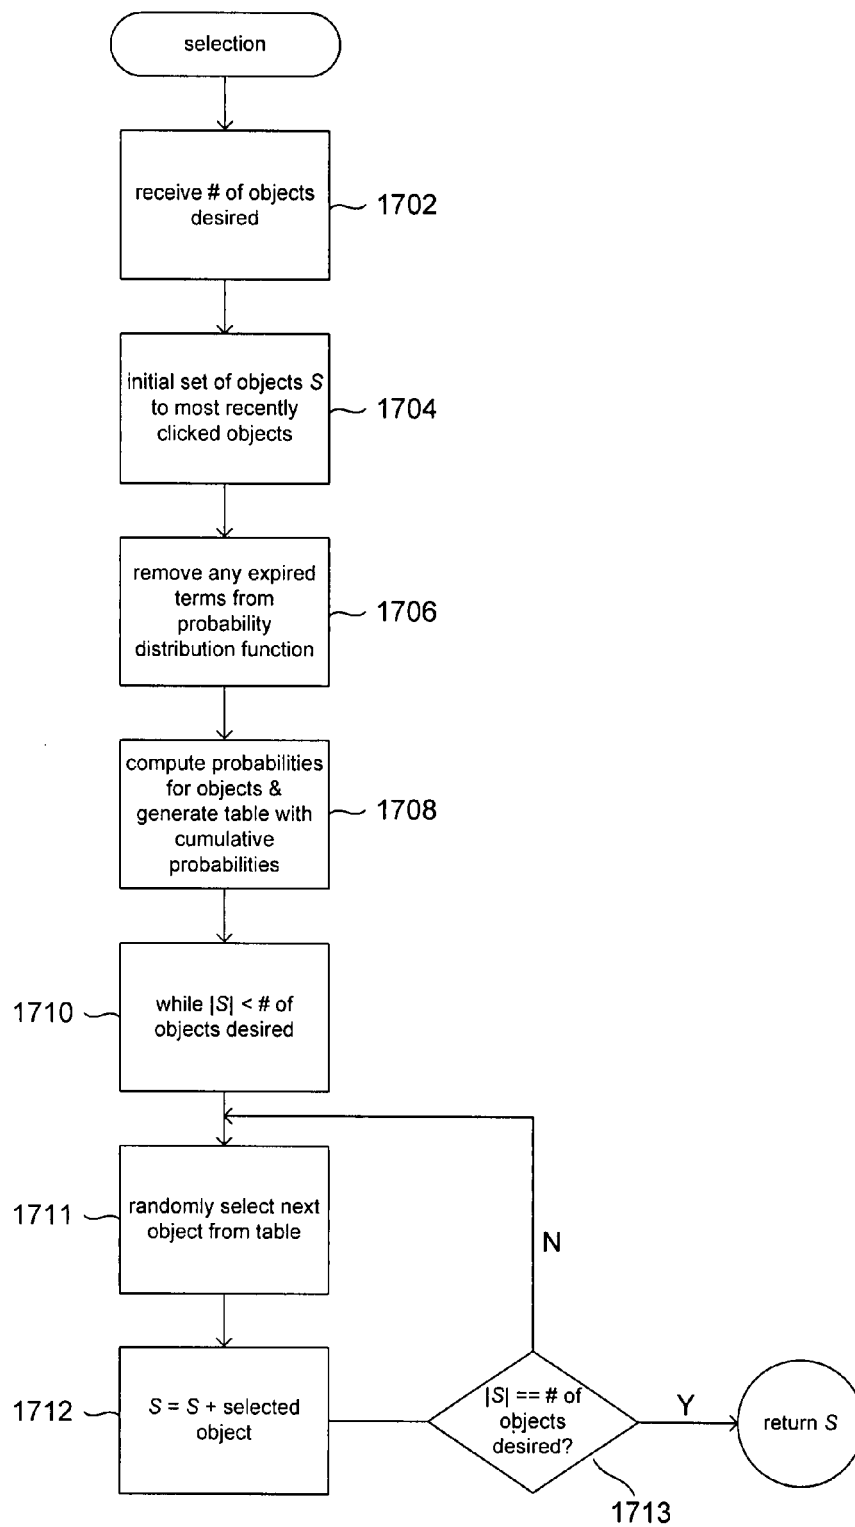 selection
receive # of objects
desired
1702
initial set of objects S
to most recently
clicked objects
1704
remove any expired
terms from
probability
distribution function
1706
compute probabilities
for objects &
generate table with
cumulative
probabilities
1708
while |S| < # of
objects desired
1710
randomly select next
object from table
1711
N
S = S + selected
object
1712
|S| == # of
objects
desired?
1713
Y
return S